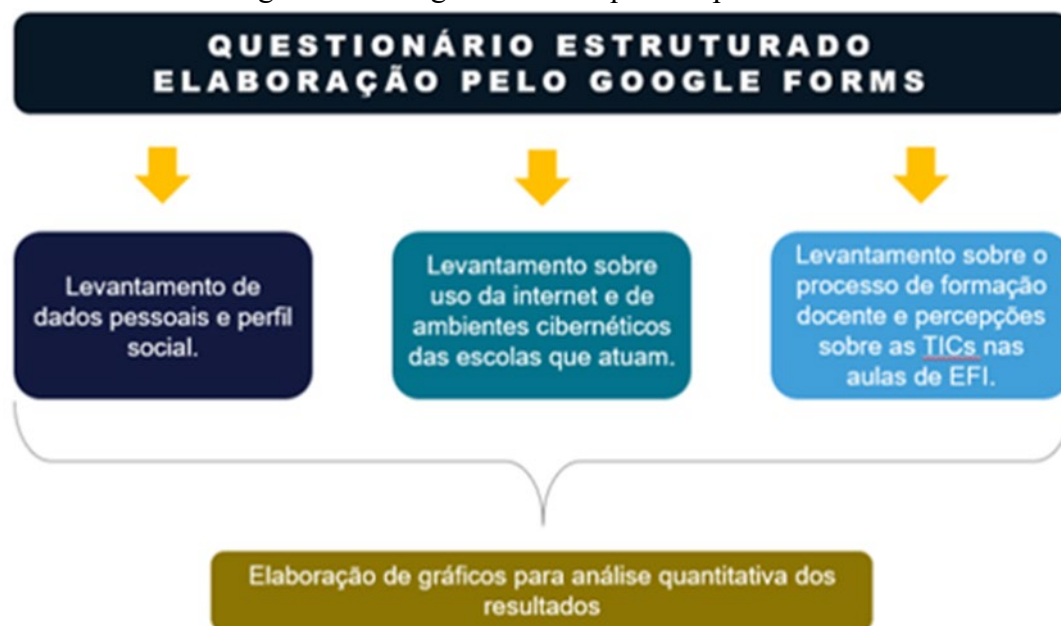 QUESTIONÁRIO ESTRUTURADO
ELABORAÇÃO PELO GOOGLE FORMS
Levantamento de
dados pessoais e perfil
social.
Levantamento sobre
uso da internet e de
ambientes cibernéticos
das escolas que atuam.
Levantamento sobre o
processo de formação
docente e percepções
sobre as TICs nas
aulas de EFI.
Elaboração de gráficos para análise quantitativa dos
resultados